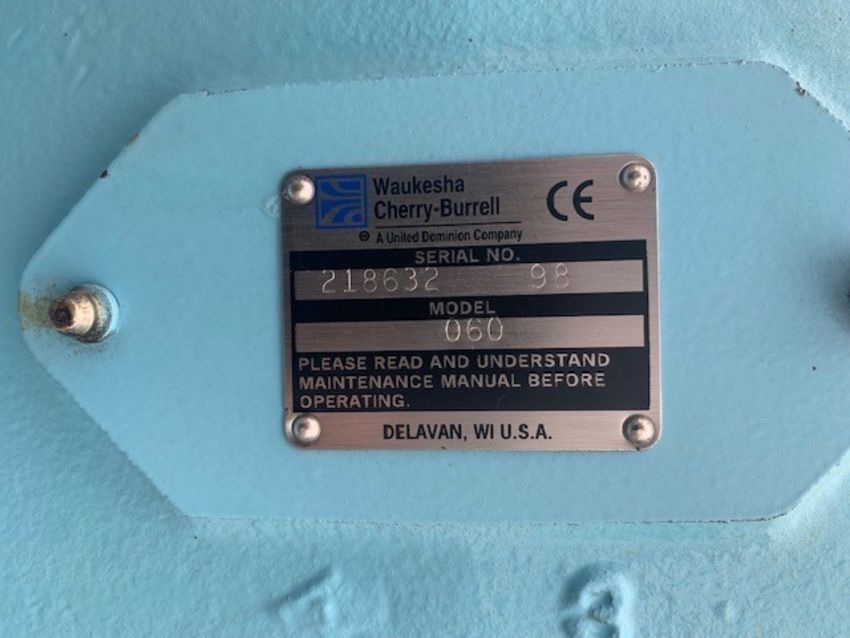 Waukesha
Cherry-Burrell
CE
® A United Dominion Company
SERIAL NO.
218632 98
MODEL
060
PLEASE READ AND UNDERSTAND
MAINTENANCE MANUAL BEFORE
OPERATING.
DELAVAN, WI U.S.A.